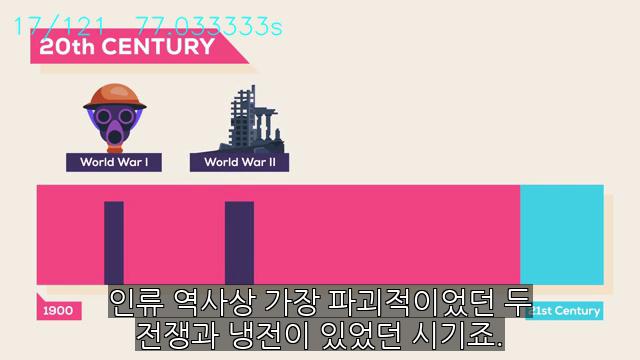 17/121 77.033333s
20th CENTURY
World War I
World War II
1900
21st Century
인류 역사상 가장 파괴적이었던 두
전쟁과 냉전이 있었던 시기죠.